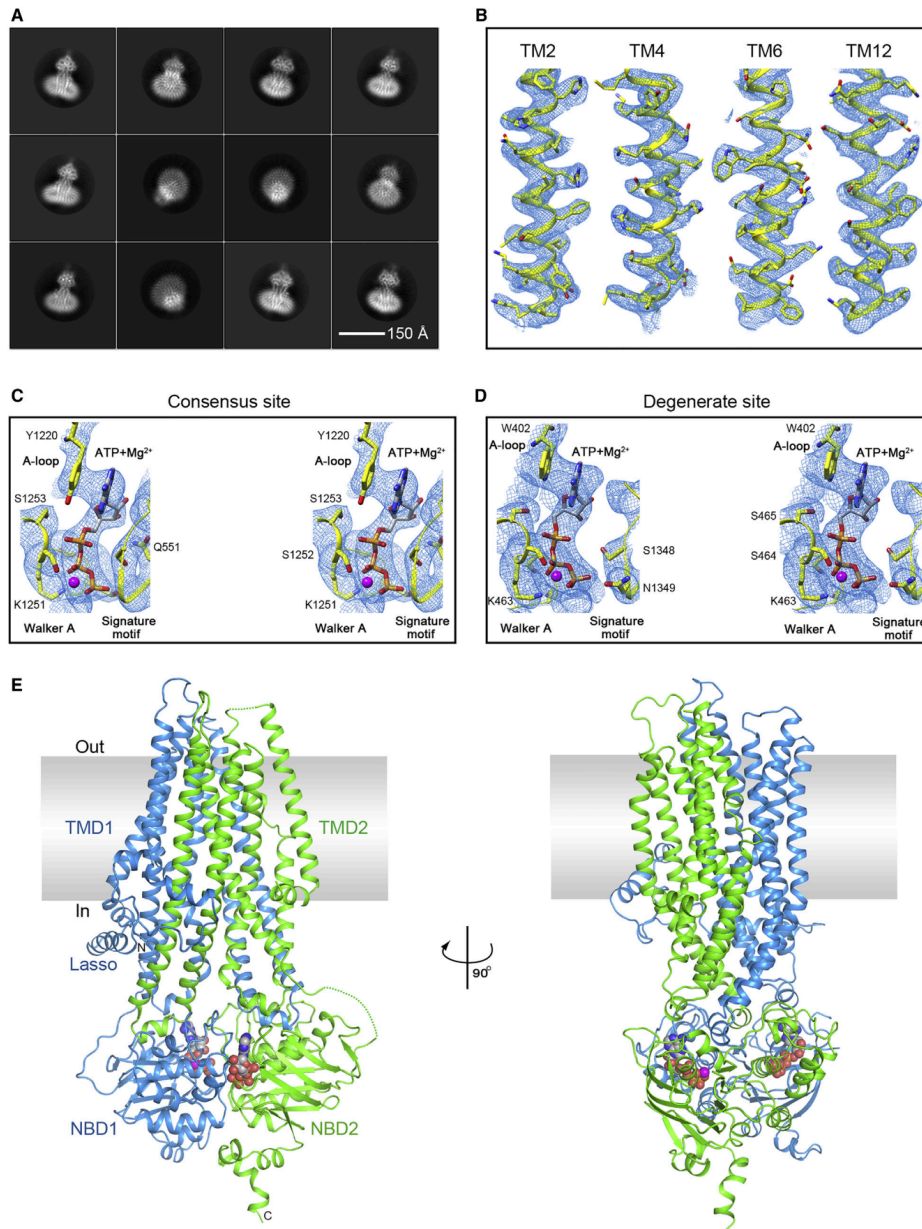 A
150 Å
B
TM2 TM4 TM6 TM12
C
Consensus site
Y1220 Y1220
A-loop ATP+Mg²⁺ A-loop ATP+Mg²⁺
S1253 S1253
Q551 S1252
K1251 K1251
Walker A Signature motif Walker A Signature motif
D
Degenerate site
W402 W402
A-loop ATP+Mg²⁺ A-loop ATP+Mg²⁺
S465
S1348 S464
K463 N1349 K463
Walker A Signature motif Walker A Signature motif
E
Out
TMD1 TMD2
In
N
Lasso
90°
NBD1 NBD2
C